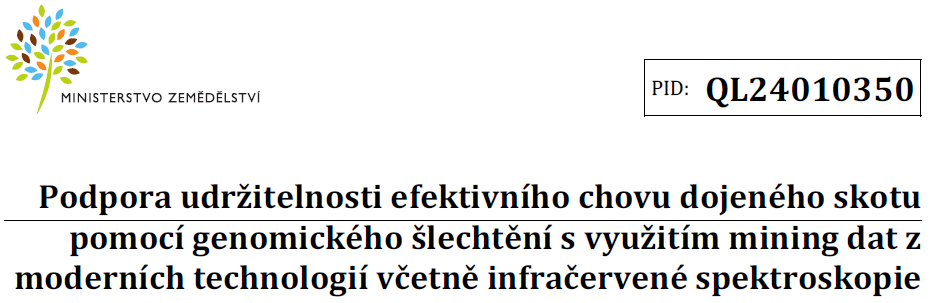 MINISTERSTVO ZEMĚDĚLSTVÍ
PID: QL24010350
Podpora udržitelnosti efektivního chovu dojeného skotu
pomocí genomického šlechtění s využitím mining dat z
moderních technologií včetně infračervené spektroskopie